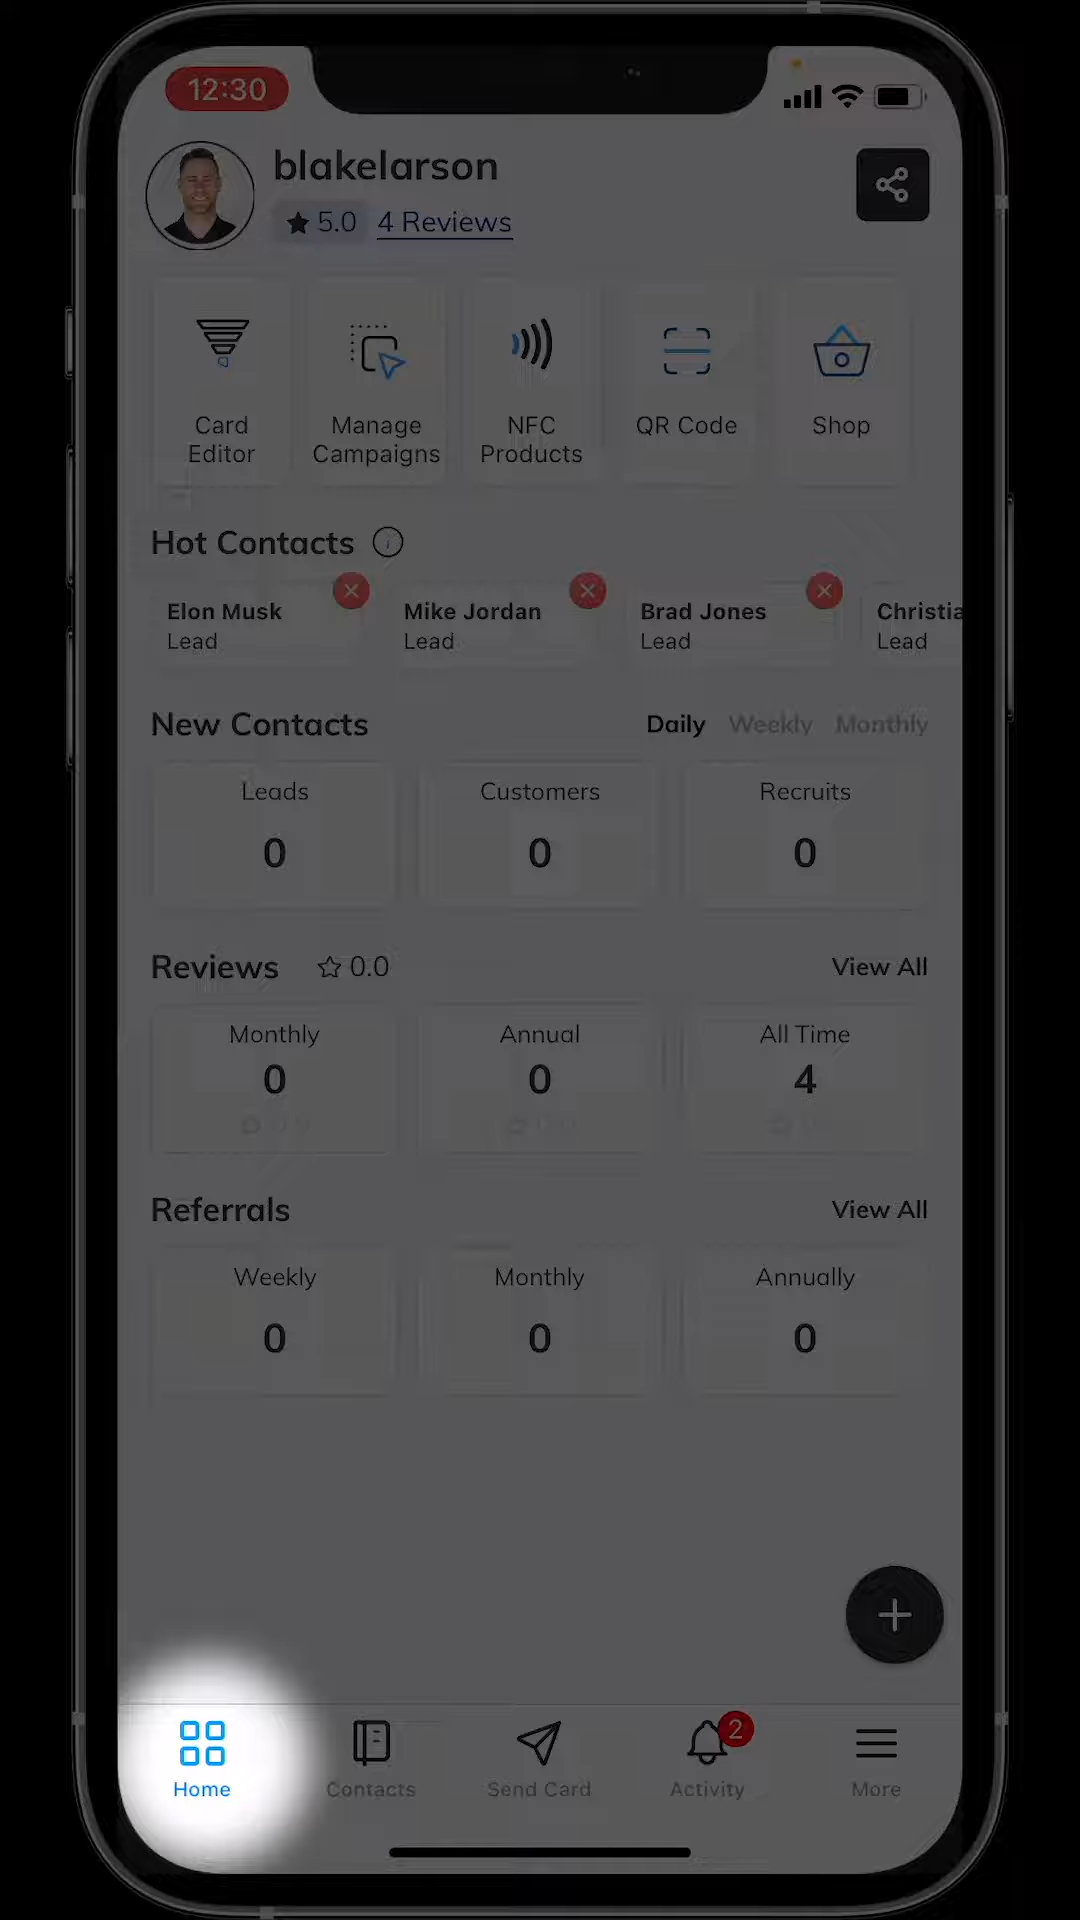 12:30
blakelarson
5.0 4 Reviews
Card Editor
Manage Campaigns
NFC Products
QR Code
Shop
Hot Contacts
Elon Musk
Lead
Mike Jordan
Lead
Brad Jones
Lead
Christia
Lead
New Contacts
Daily Weekly Monthly
Leads
0
Customers
0
Recruits
0
Reviews 0.0 View All
Monthly
0
Annual
0
All Time
4
Referrals View All
Weekly
0
Monthly
0
Annually
0
Home
Contacts
Send Card
2
Activity
More